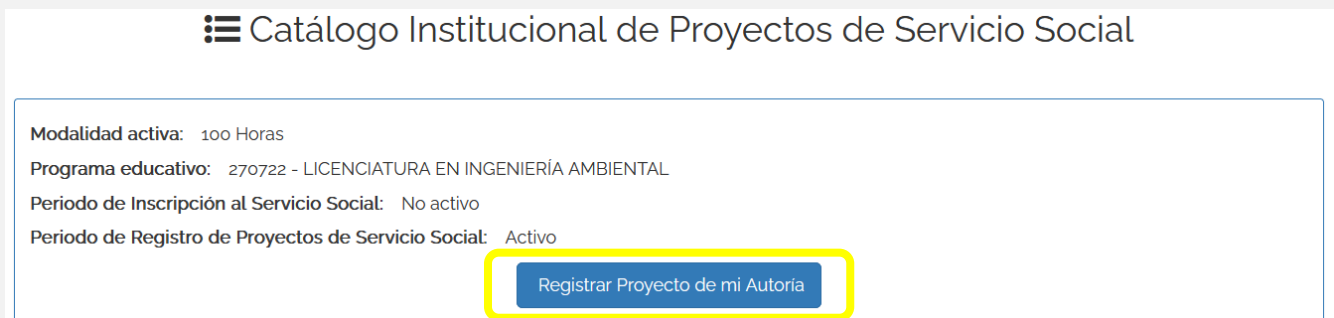 Catálogo Institucional de Proyectos de Servicio Social
Modalidad activa: 100 Horas
Programa educativo: 270722 - LICENCIATURA EN INGENIERÍA AMBIENTAL
Periodo de Inscripción al Servicio Social: No activo
Periodo de Registro de Proyectos de Servicio Social: Activo
Registrar Proyecto de mi Autoría